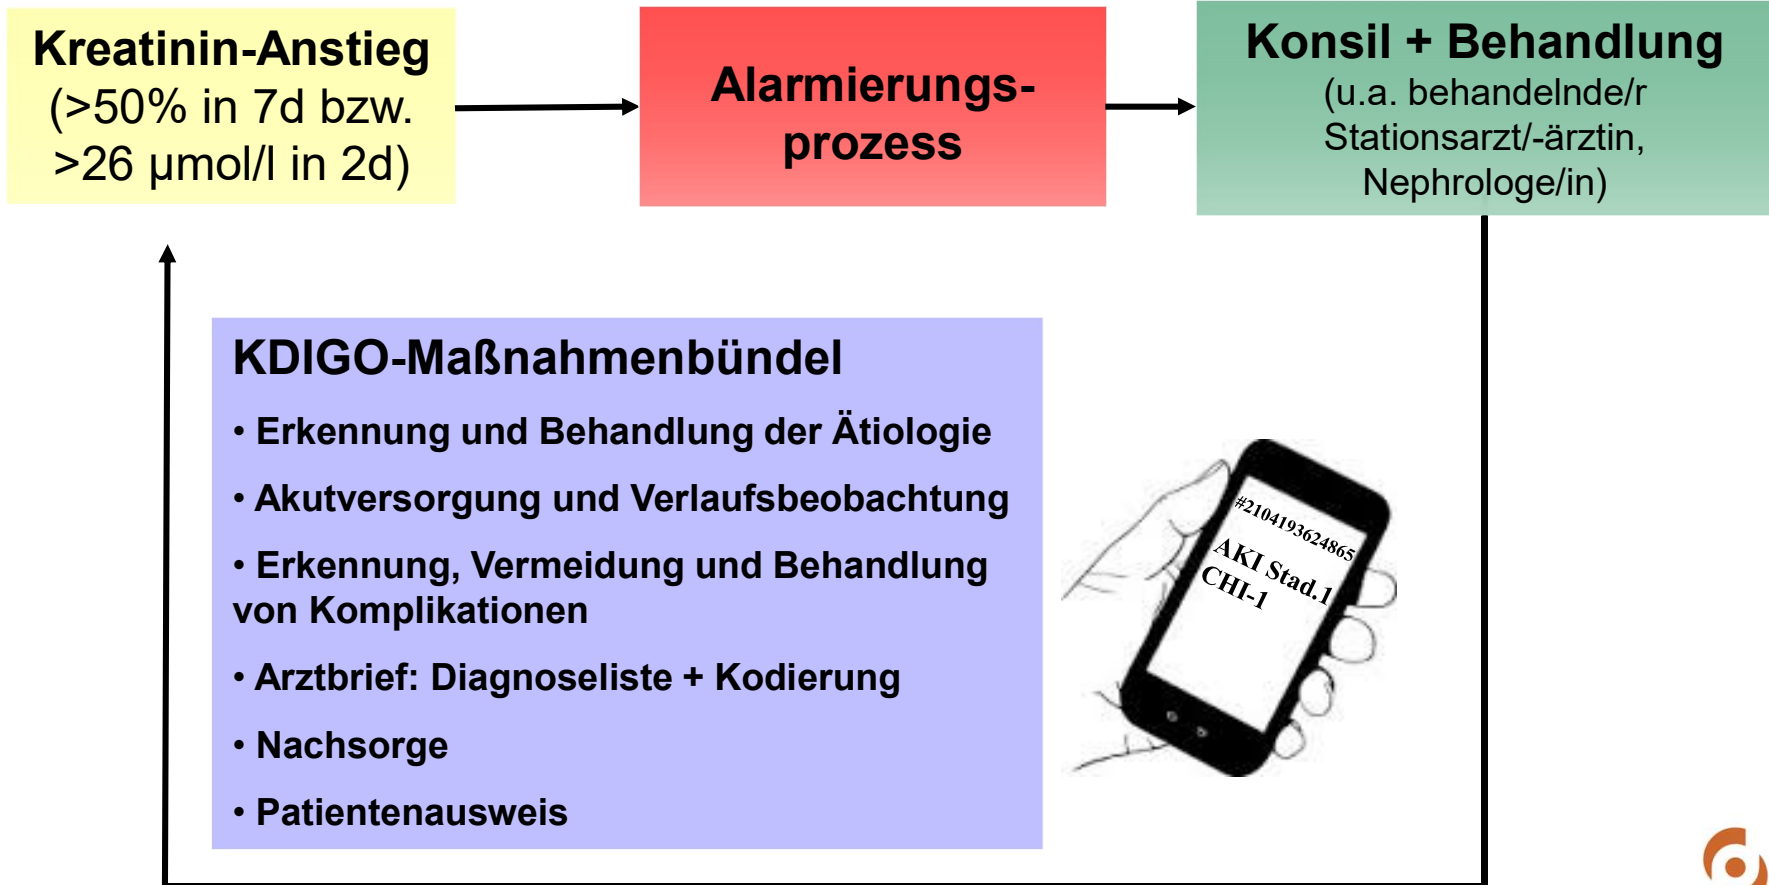 Kreatinin-Anstieg
(>50% in 7d bzw.
>26 µmol/l in 2d)
Alarmierungs-
prozess
Konsil + Behandlung
(u.a. behandelnde/r
Stationsarzt/-ärztin,
Nephrologe/in)
KDIGO-Maßnahmenbündel
• Erkennung und Behandlung der Ätiologie
• Akutversorgung und Verlaufsbeobachtung
• Erkennung, Vermeidung und Behandlung
von Komplikationen
• Arztbrief: Diagnoseliste + Kodierung
• Nachsorge
• Patientenausweis
#2104193624865
AKI Stad.1
CHI-1